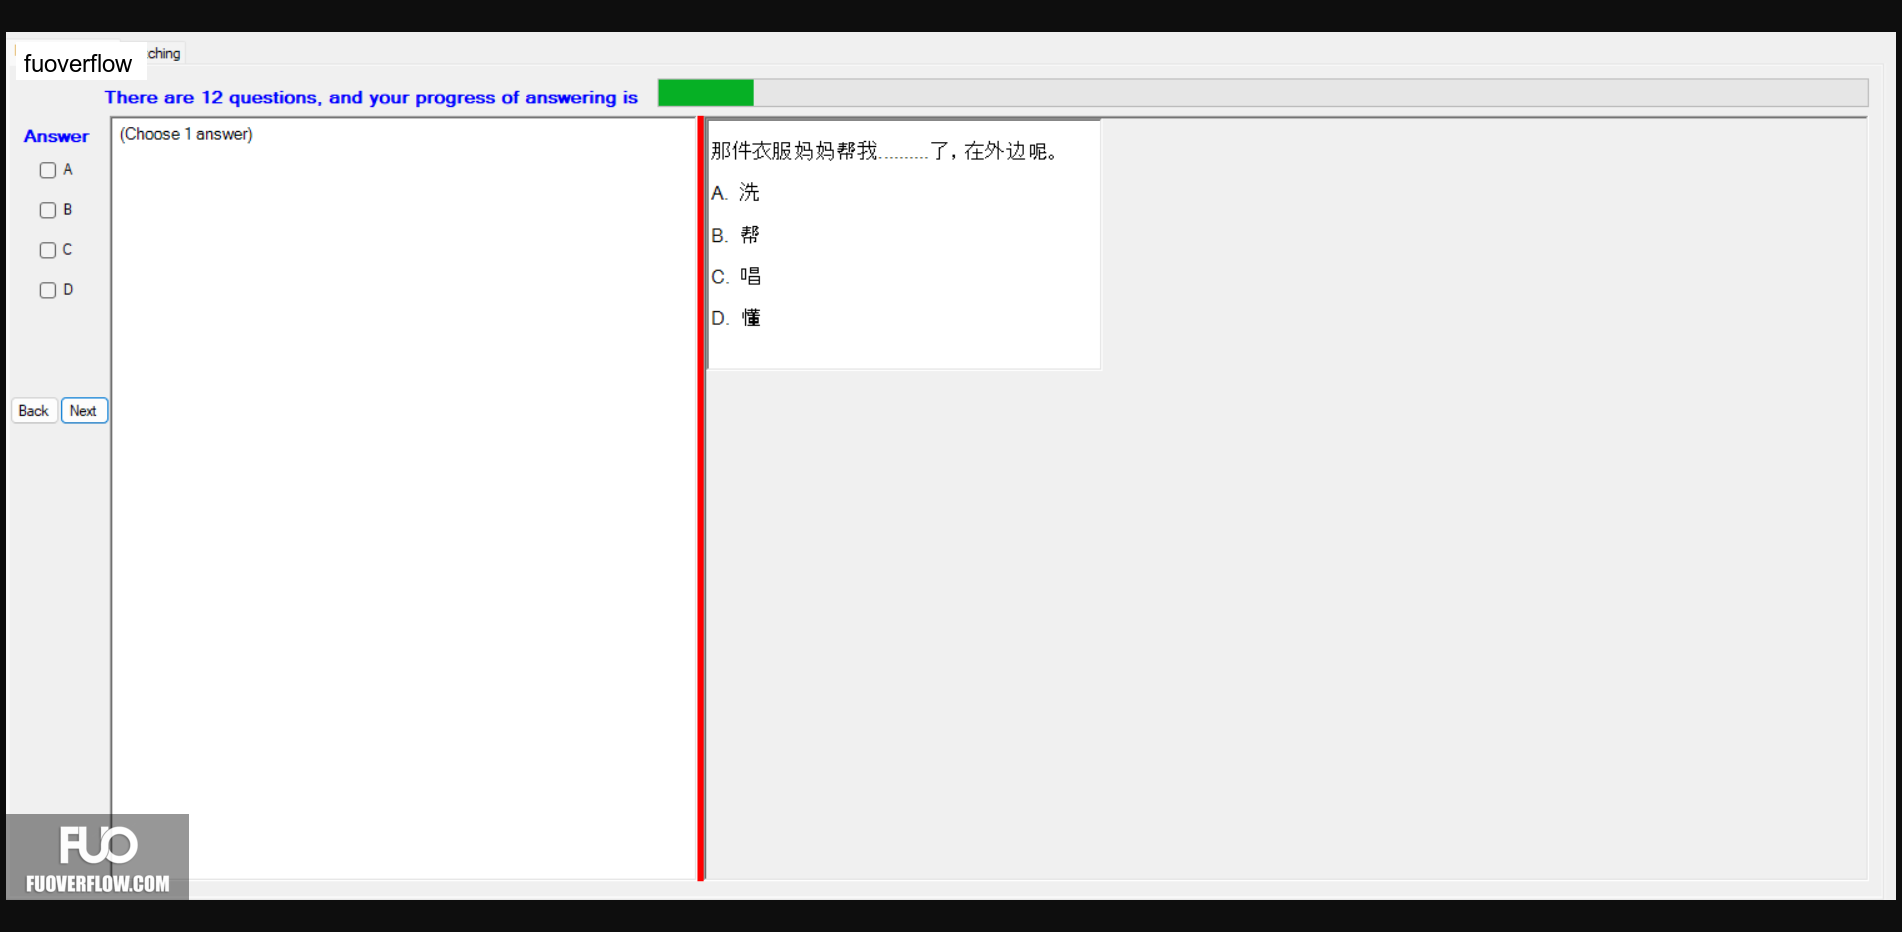 ching
fuoverflow
There are 12 questions, and your progress of answering is
Answer
(Choose 1 answer)
A
B
C
D
Back
Next
那件衣服妈妈帮我.........了, 在外边呢。
A. 洗
B. 帮
C. 唱
D. 懂
FUO
FUOVERFLOW.COM